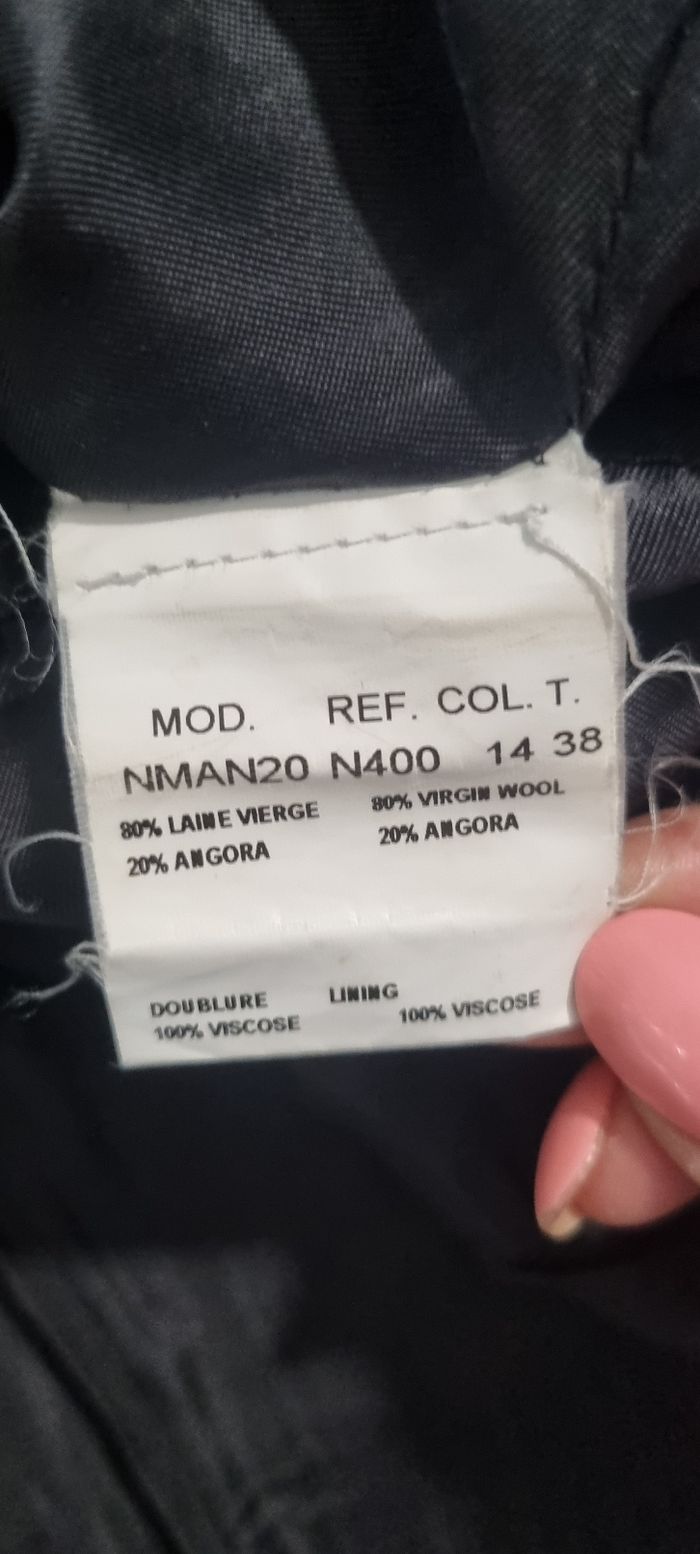 MOD. REF. COL. T.
NMAN20 N400 14 38
80% LAINE VIERGE 80% VIRGIN WOOL
20% ANGORA 20% ANGORA
DOUBLURE LINING
100% VISCOSE 100% VISCOSE